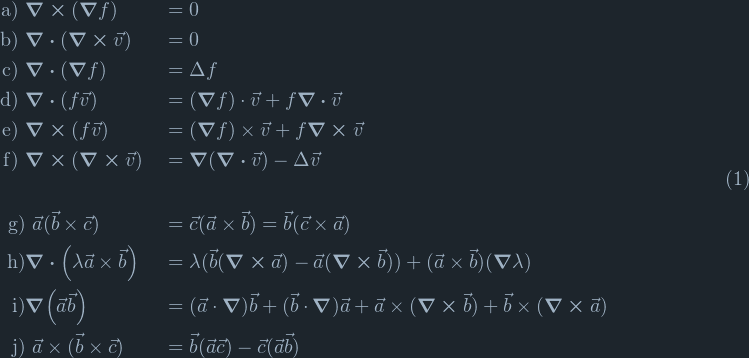 a) ∇ × (∇f) = 0
b) ∇ · (∇ × v⃗) = 0
c) ∇ · (∇f) = Δf
d) ∇ · (fv⃗) = (∇f) · v⃗ + f∇ · v⃗
e) ∇ × (fv⃗) = (∇f) × v⃗ + f∇ × v⃗
f) ∇ × (∇ × v⃗) = ∇(∇ · v⃗) − Δv⃗
(1)
g) a⃗(b⃗ × c⃗) = c⃗(a⃗ × b⃗) = b⃗(c⃗ × a⃗)
h)∇ · (λa⃗ × b⃗) = λ(b⃗(∇ × a⃗) − a⃗(∇ × b⃗)) + (a⃗ × b⃗)(∇λ)
i)∇(a⃗b⃗) = (a⃗ · ∇)b⃗ + (b⃗ · ∇)a⃗ + a⃗ × (∇ × b⃗) + b⃗ × (∇ × a⃗)
j) a⃗ × (b⃗ × c⃗) = b⃗(a⃗c⃗) − c⃗(a⃗b⃗)